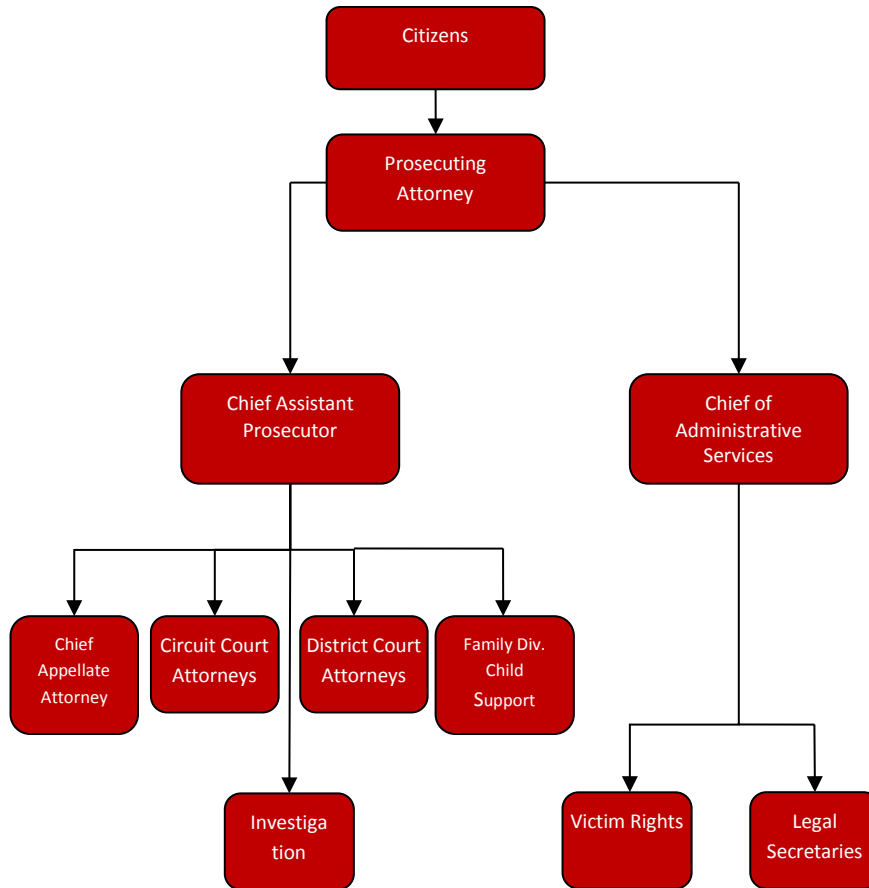 Citizens
Prosecuting
Attorney
Chief Assistant
Prosecutor
Chief of
Administrative
Services
Chief
Appellate
Attorney
Circuit Court
Attorneys
District Court
Attorneys
Family Div.
Child
Support
Investiga
tion
Victim Rights
Legal
Secretaries